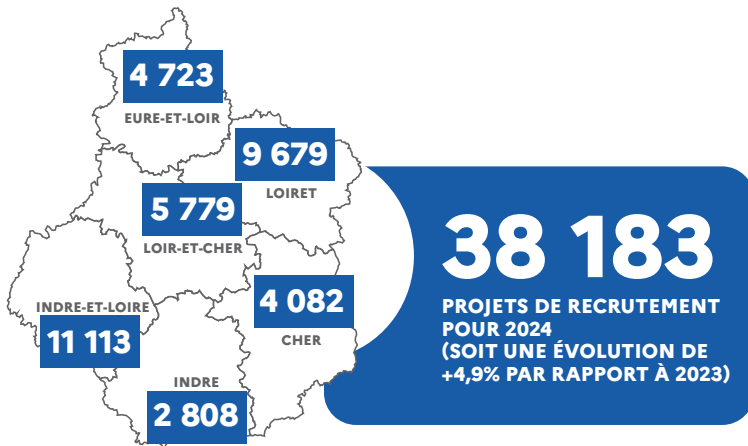 4 723
EURE-ET-LOIR
9 679
LOIRET
5 779
LOIR-ET-CHER
INDRE-ET-LOIRE
11 113
4 082
CHER
INDRE
2 808
38 183
PROJETS DE RECRUTEMENT
POUR 2024
(SOIT UNE ÉVOLUTION DE
+4,9% PAR RAPPORT À 2023)